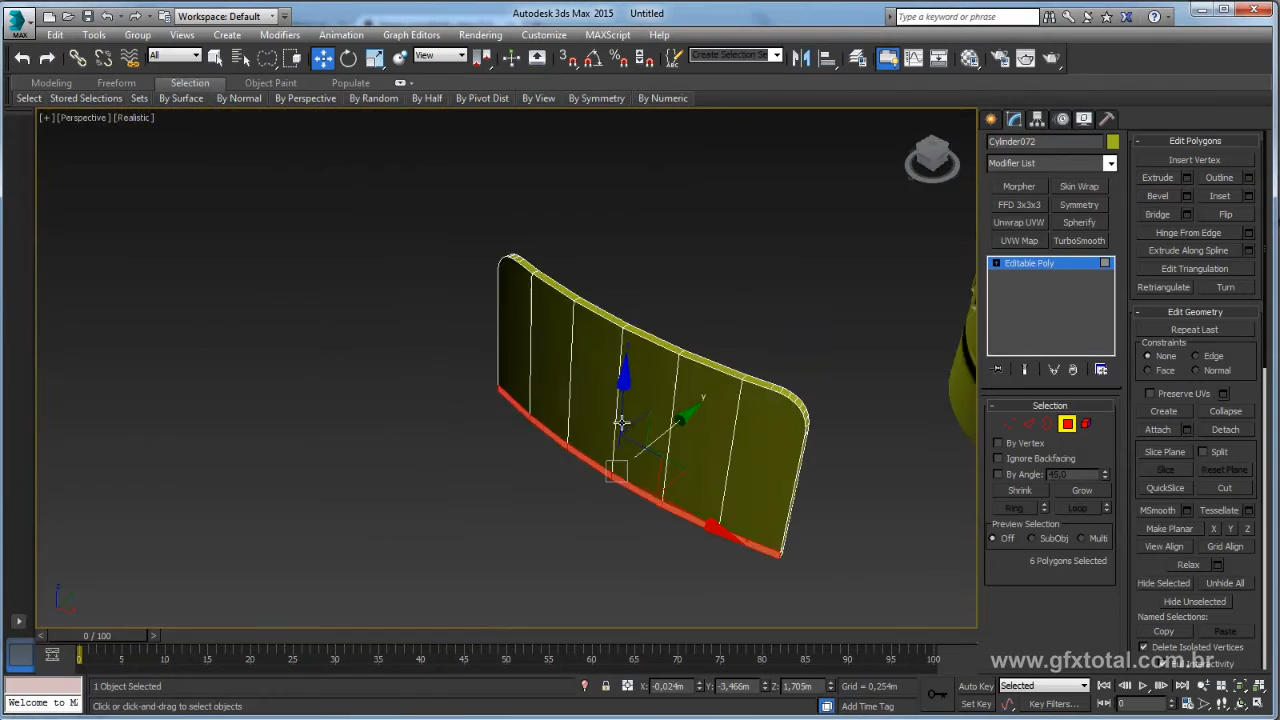 Workspace: Default
Autodesk 3ds Max 2015 Untitled
Type a keyword or phrase
MAX
Edit Tools Group Views Create Modifiers Animation Graph Editors Rendering Customize MAXScript Help
All View Create Selection Se
Modeling Freeform Selection Object Paint Populate
Select Stored Selections Sets By Surface By Normal By Perspective By Random By Half By Pivot Dist By View By Symmetry By Numeric
[+] [Perspective] [Realistic]
Cylinder072
Modifier List
Morpher Skin Wrap
FFD 3x3x3 Symmetry
Unwrap UVW Spherify
UVW Map TurboSmooth
Editable Poly
Selection
By Vertex
Ignore Backfacing
By Angle: 45,0
Shrink Grow
Ring Loop
Preview Selection
Off SubObj Multi
6 Polygons Selected
Edit Polygons
Insert Vertex
Extrude Outline
Bevel Inset
Bridge Flip
Hinge From Edge
Extrude Along Spline
Edit Triangulation
Retriangulate Turn
Edit Geometry
Repeat Last
Constraints
None Edge
Face Normal
Preserve UVs
Create Collapse
Attach Detach
Slice Plane Split
Slice Reset Plane
QuickSlice Cut
MSmooth Tessellate
Make Planar X Y Z
View Align Grid Align
Relax
Hide Selected Unhide All
Hide Unselected
Named Selections:
Copy Paste
Delete Isolated Vertices
Full Interactivity
y
z
x
0 / 100
0 5 10 15 20 25 30 35 40 45 50 55 60 65 70 75 80 85 90 95 100
www.gfxtotal.com.br
1 Object Selected X: -0,024m Y: -3,466m Z: 1,705m Grid = 0,254m Auto Key Selected
Welcome to M Click or click-and-drag to select objects Add Time Tag Set Key Key Filters... 0